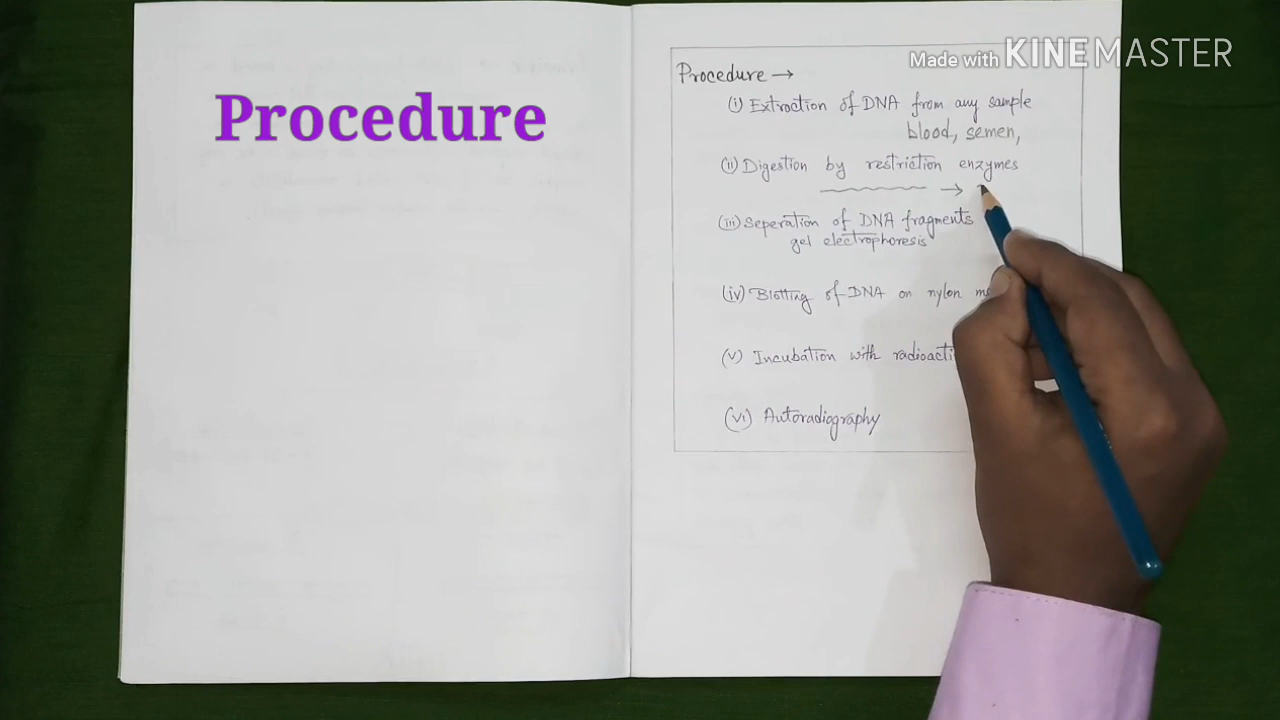 Made with KINEMASTER
Procedure
Procedure →
(i) Extraction of DNA from any sample
blood, semen,
(ii) Digestion by restriction enzymes
→
(iii) Seperation of DNA fragments
gel electrophoresis
(iv) Blotting of DNA on nylon
(v) Incubation with
(vi) Autoradiography